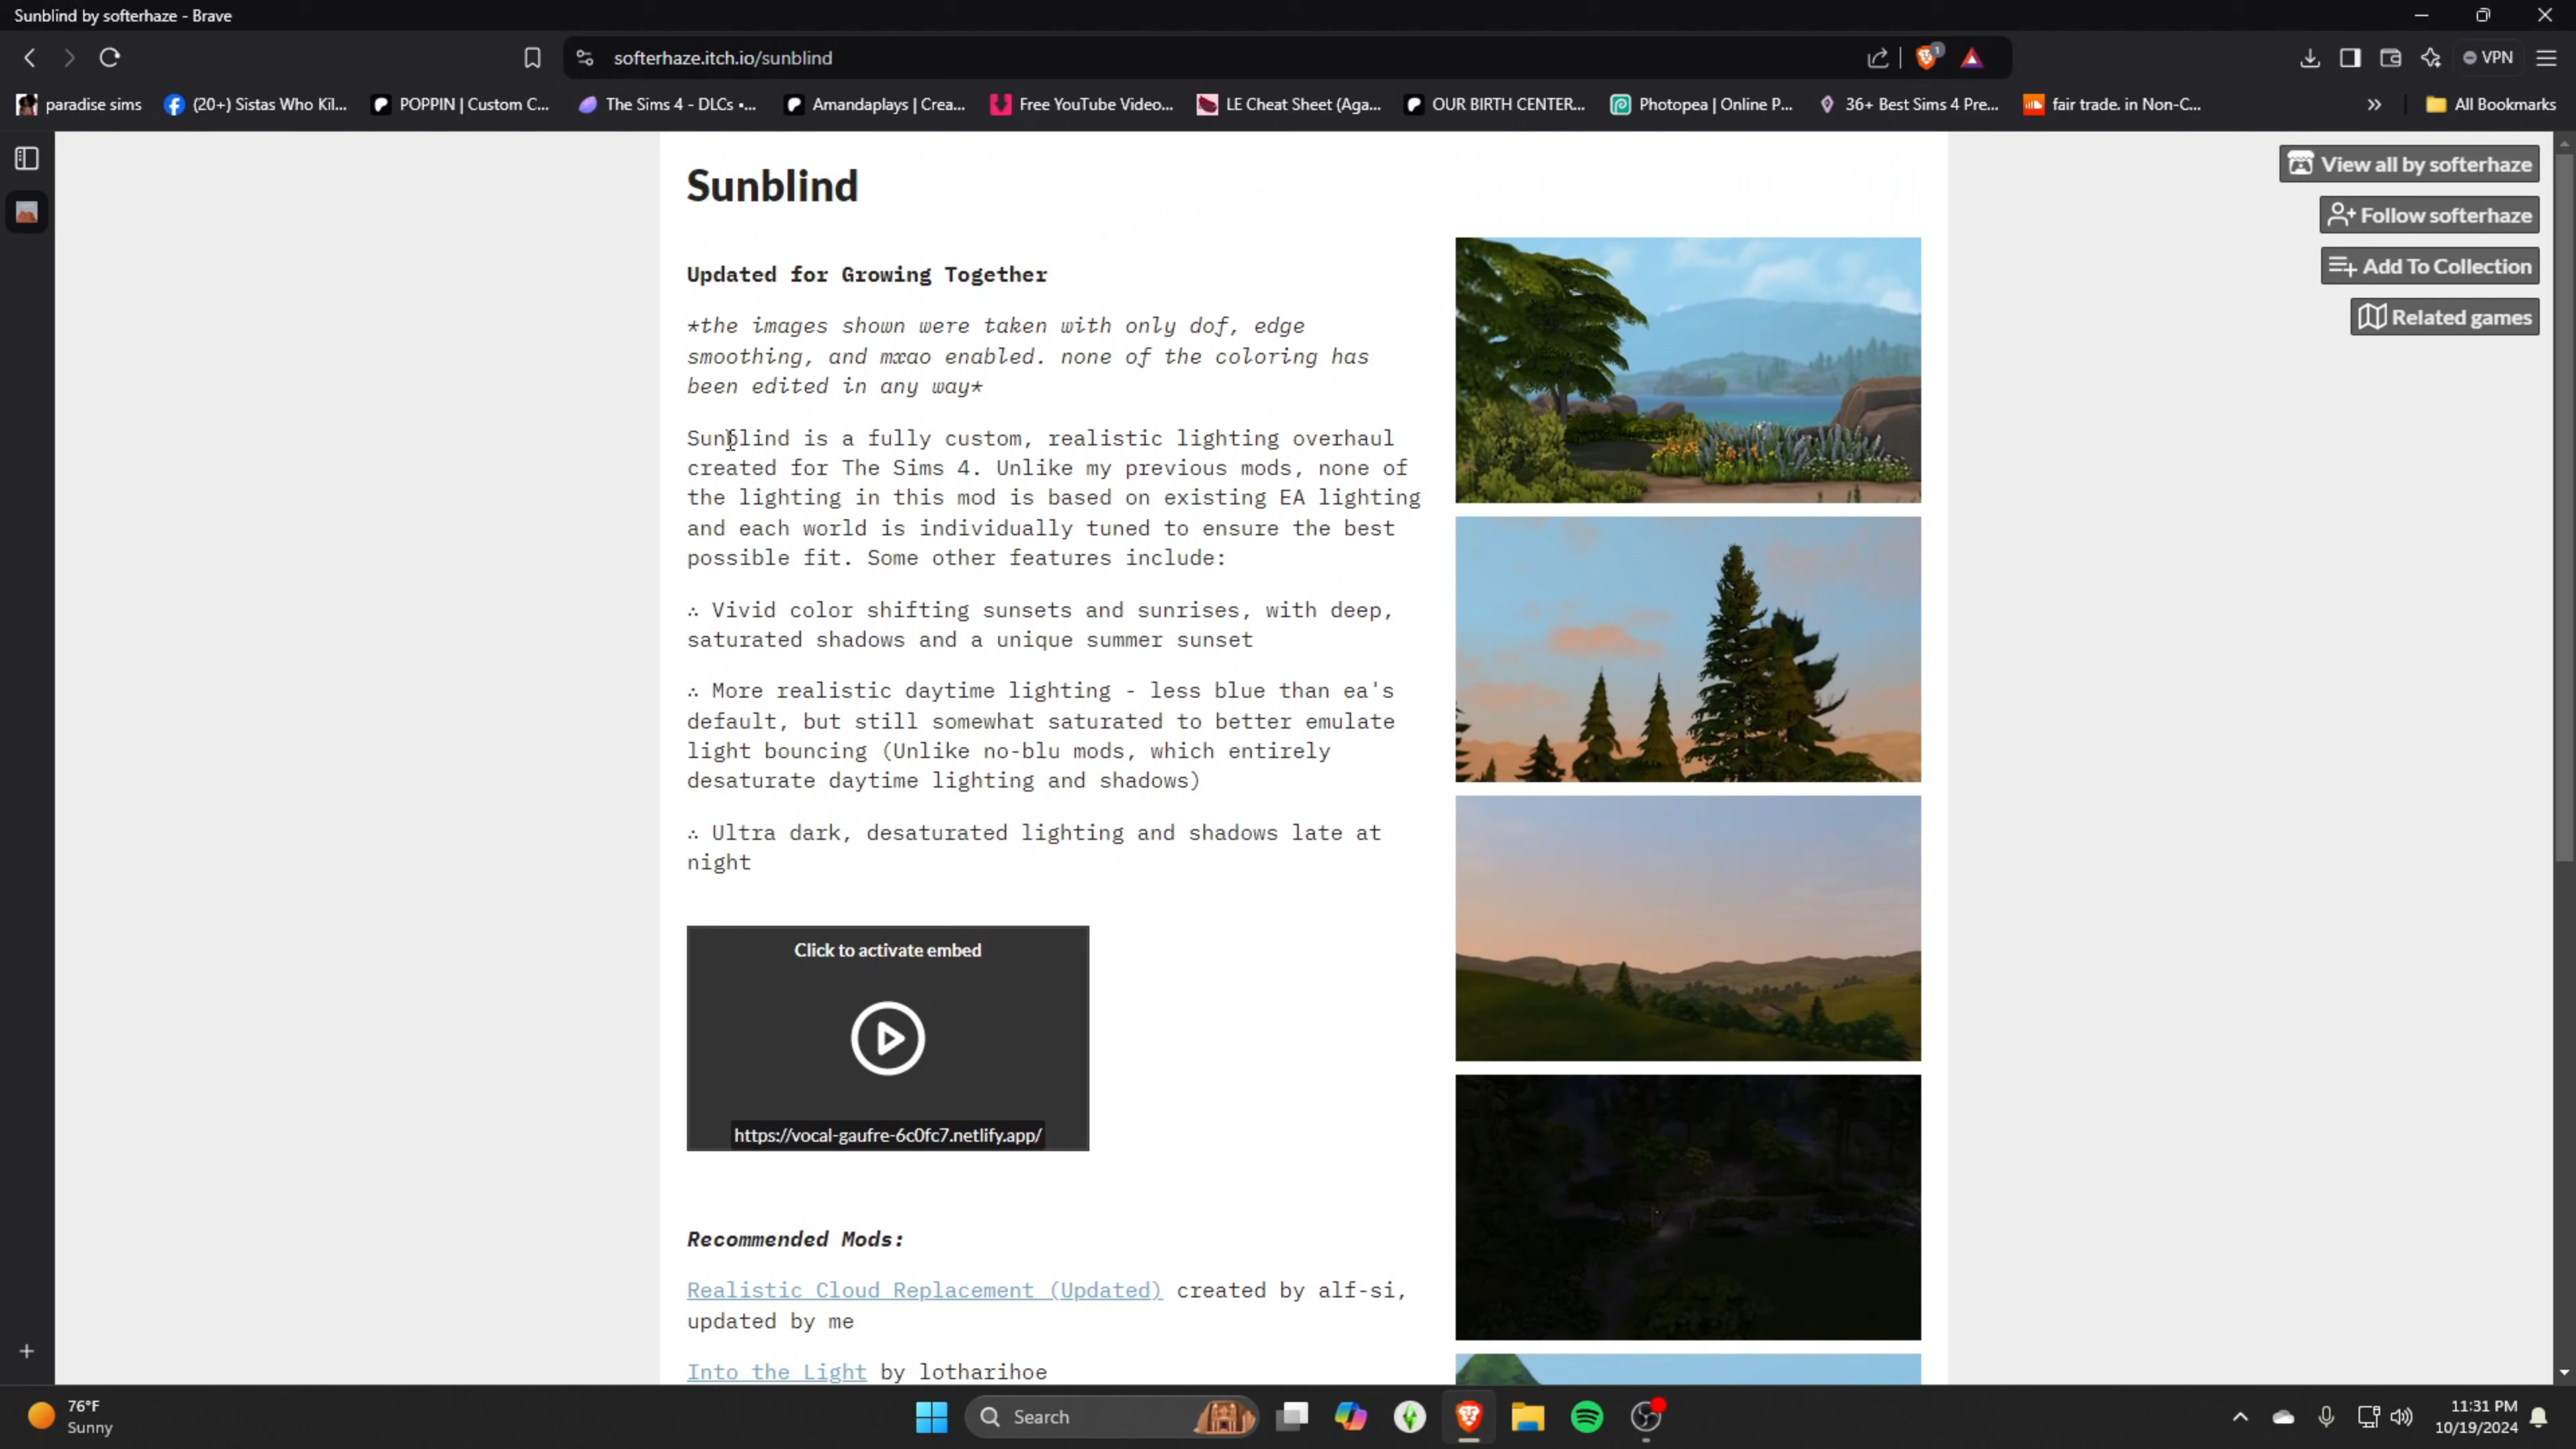 Sunblind by softerhaze - Brave
softerhaze.itch.io/sunblind
1
VPN
paradise sims
(20+) Sistas Who Kil...
POPPIN | Custom C...
The Sims 4 - DLCs •...
Amandaplays | Crea...
Free YouTube Video...
LE Cheat Sheet (Aga...
OUR BIRTH CENTER...
Photopea | Online P...
36+ Best Sims 4 Pre...
fair trade. in Non-C...
All Bookmarks
Sunblind
View all by softerhaze
Follow softerhaze
Add To Collection
Related games
Updated for Growing Together
*the images shown were taken with only dof, edge
smoothing, and mxao enabled. none of the coloring has
been edited in any way*
Sunblind is a fully custom, realistic lighting overhaul
created for The Sims 4. Unlike my previous mods, none of
the lighting in this mod is based on existing EA lighting
and each world is individually tuned to ensure the best
possible fit. Some other features include:
∴ Vivid color shifting sunsets and sunrises, with deep,
saturated shadows and a unique summer sunset
∴ More realistic daytime lighting - less blue than ea's
default, but still somewhat saturated to better emulate
light bouncing (Unlike no-blu mods, which entirely
desaturate daytime lighting and shadows)
∴ Ultra dark, desaturated lighting and shadows late at
night
Click to activate embed
https://vocal-gaufre-6c0fc7.netlify.app/
Recommended Mods:
Realistic Cloud Replacement (Updated) created by alf-si,
updated by me
Into the Light by lotharihoe
76°F
Sunny
Search
11:31 PM
10/19/2024